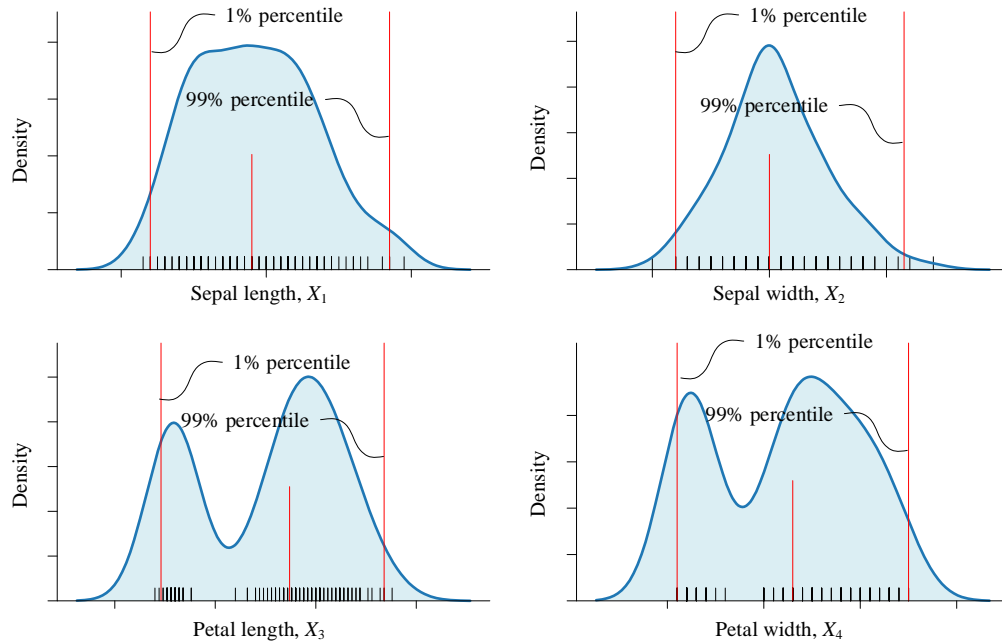 1% percentile
99% percentile
Density
Sepal length, X1
1% percentile
99% percentile
Density
Sepal width, X2
1% percentile
99% percentile
Density
Petal length, X3
1% percentile
99% percentile
Density
Petal width, X4